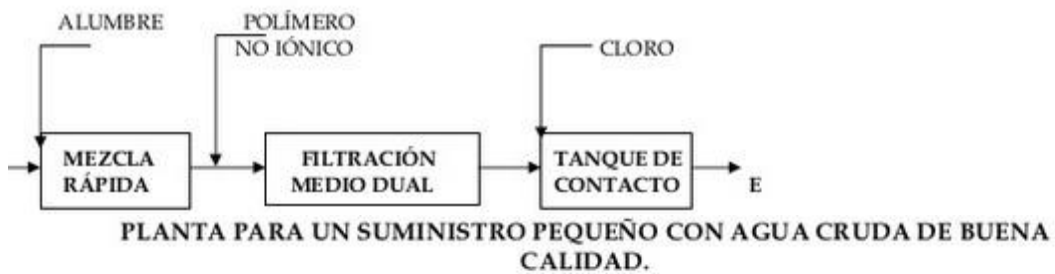 ALUMBRE
POLÍMERO
NO IÓNICO
CLORO
MEZCLA
RÁPIDA
FILTRACIÓN
MEDIO DUAL
TANQUE DE
CONTACTO
E
PLANTA PARA UN SUMINISTRO PEQUEÑO CON AGUA CRUDA DE BUENA
CALIDAD.